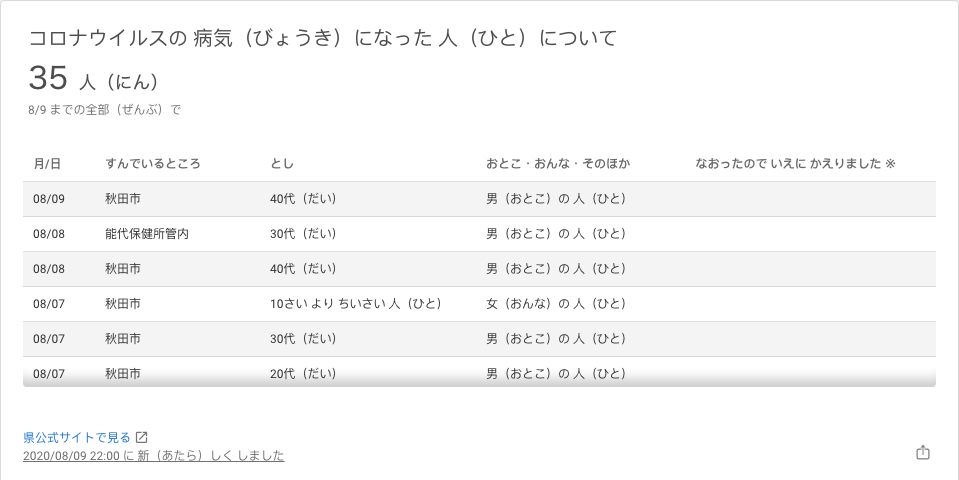 コロナウイルスの 病気（びょうき）になった 人（ひと）について
35 人（にん）
8/9 までの全部（ぜんぶ）で
月/日 すんでいるところ とし おとこ・おんな・そのほか なおったので いえに かえりました ※
08/09 秋田市 40代（だい） 男（おとこ）の 人（ひと）
08/08 能代保健所管内 30代（だい） 男（おとこ）の 人（ひと）
08/08 秋田市 40代（だい） 男（おとこ）の 人（ひと）
08/07 秋田市 10さい より ちいさい 人（ひと） 女（おんな）の 人（ひと）
08/07 秋田市 30代（だい） 男（おとこ）の 人（ひと）
08/07 秋田市 20代（だい） 男（おとこ）の 人（ひと）
県公式サイトで見る
2020/08/09 22:00 に 新（あたら）しく しました